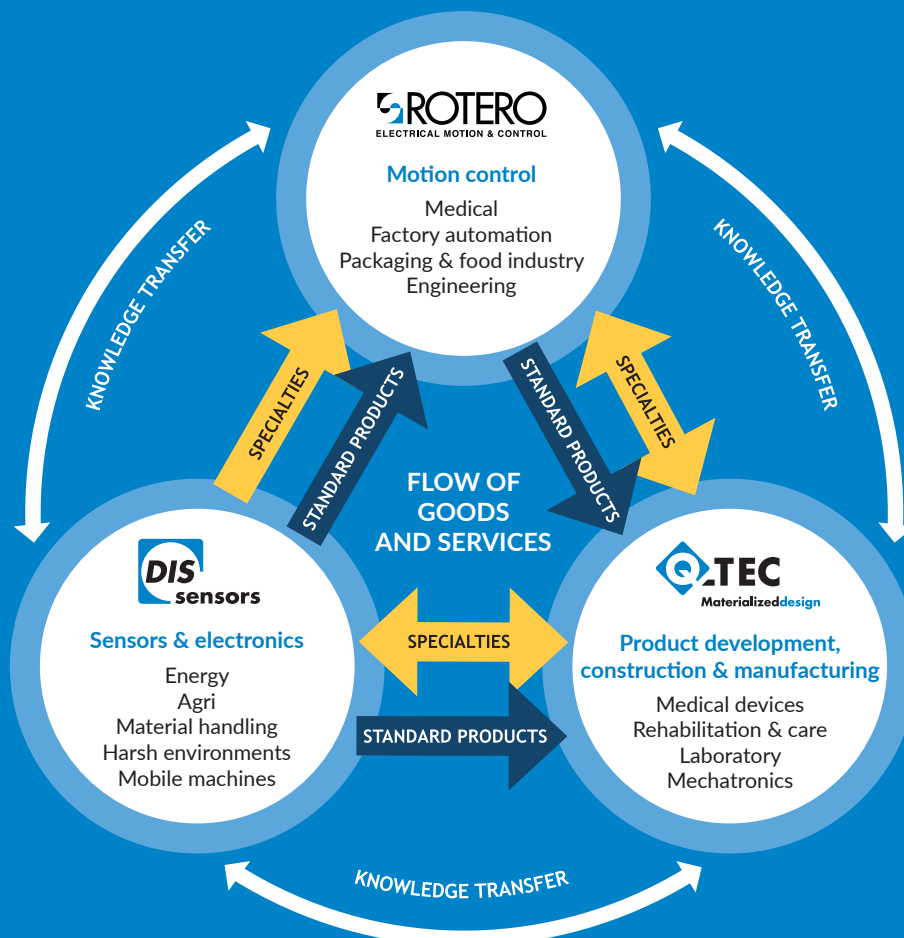 ROTERO
ELECTRICAL MOTION & CONTROL
Motion control
Medical
Factory automation
Packaging & food industry
Engineering
KNOWLEDGE TRANSFER
KNOWLEDGE TRANSFER
SPECIALTIES
STANDARD PRODUCTS
STANDARD PRODUCTS
SPECIALTIES
FLOW OF
GOODS
AND SERVICES
DIS
sensors
Sensors & electronics
Energy
Agri
Material handling
Harsh environments
Mobile machines
SPECIALTIES
STANDARD PRODUCTS
Q-TEC
Materializeddesign
Product development,
construction & manufacturing
Medical devices
Rehabilitation & care
Laboratory
Mechatronics
KNOWLEDGE TRANSFER